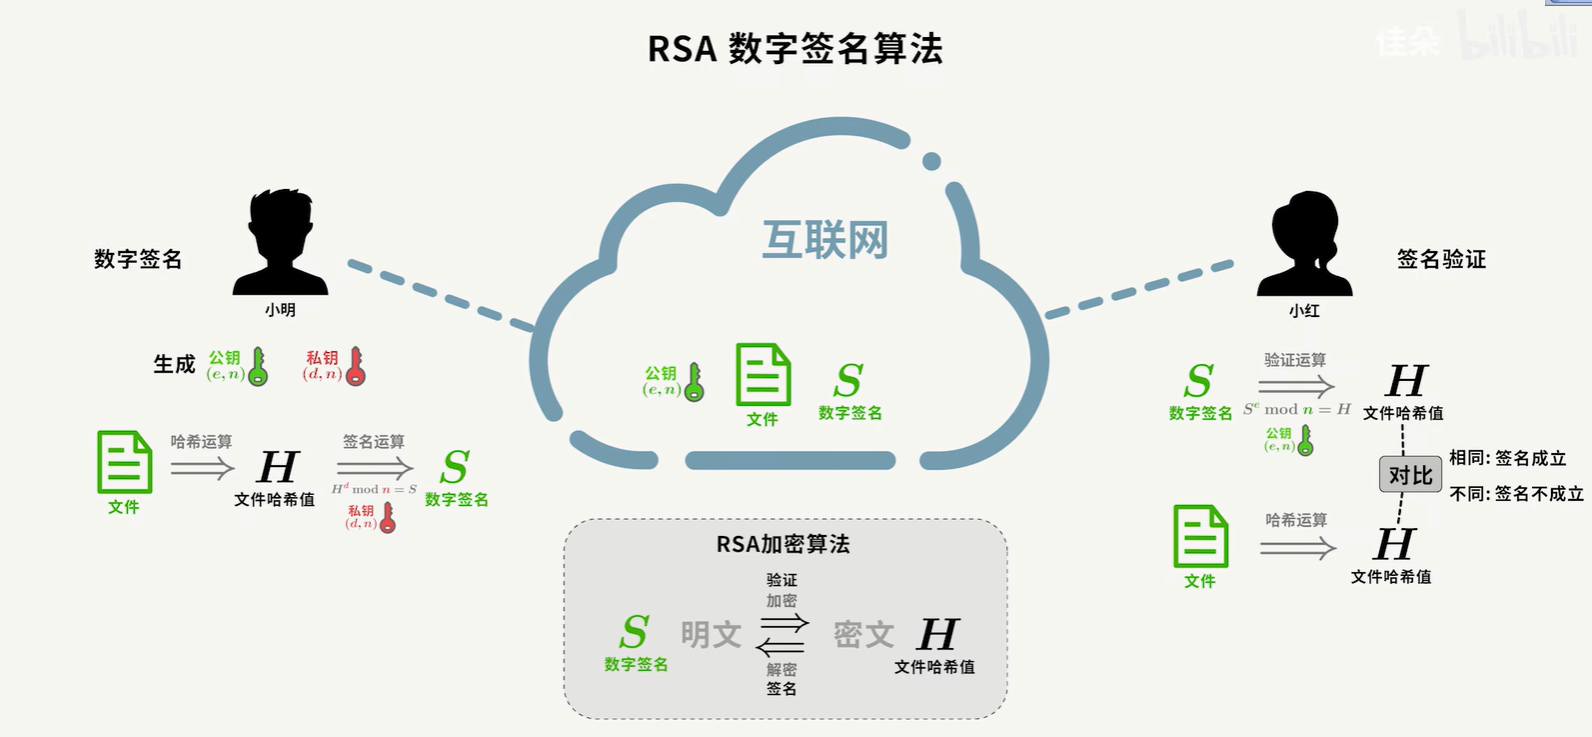 RSA 数字签名算法
佳朵 bilibili
互联网
数字签名
小明
生成
公钥
(e, n)
私钥
(d, n)
文件
哈希运算
H
文件哈希值
签名运算
H^d mod n = S
私钥
(d, n)
S
数字签名
公钥
(e, n)
文件
S
数字签名
签名验证
小红
S
数字签名
验证运算
S^e mod n = H
公钥
(e, n)
H
文件哈希值
对比
相同: 签名成立
不同: 签名不成立
文件
哈希运算
H
文件哈希值
RSA加密算法
S
数字签名
明文
验证
加密
解密
签名
密文
H
文件哈希值